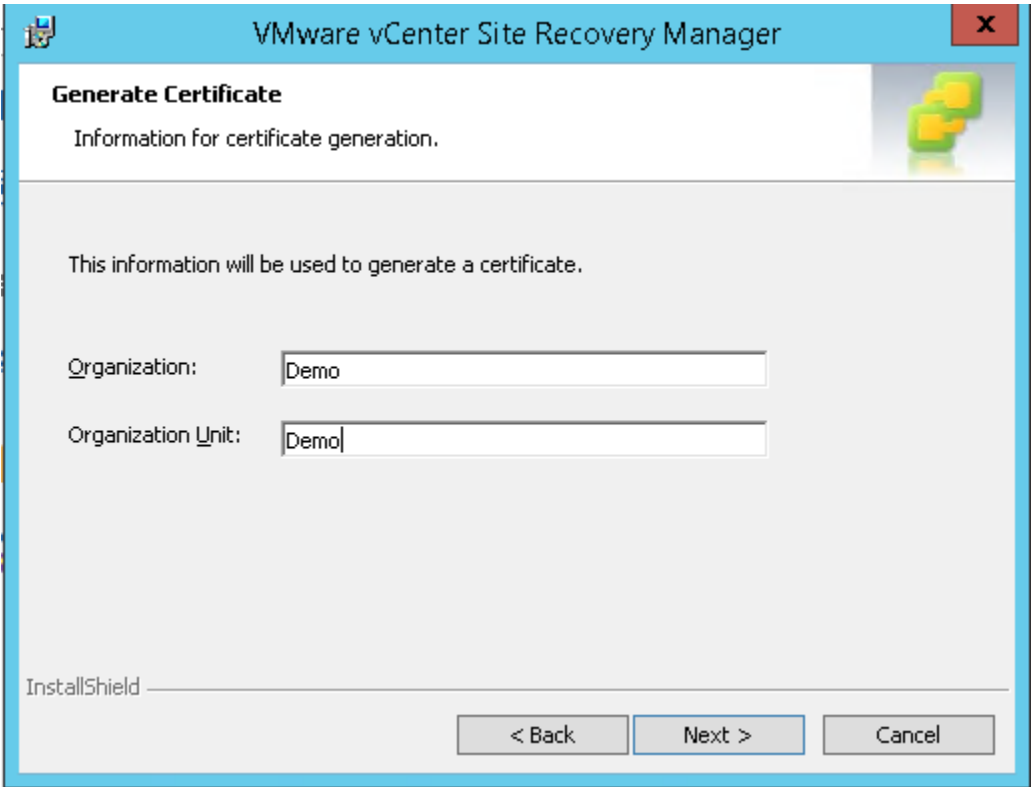 VMware vCenter Site Recovery Manager
x
Generate Certificate
Information for certificate generation.
This information will be used to generate a certificate.
Organization: Demo
Organization Unit: Demo
InstallShield
< Back Next > Cancel